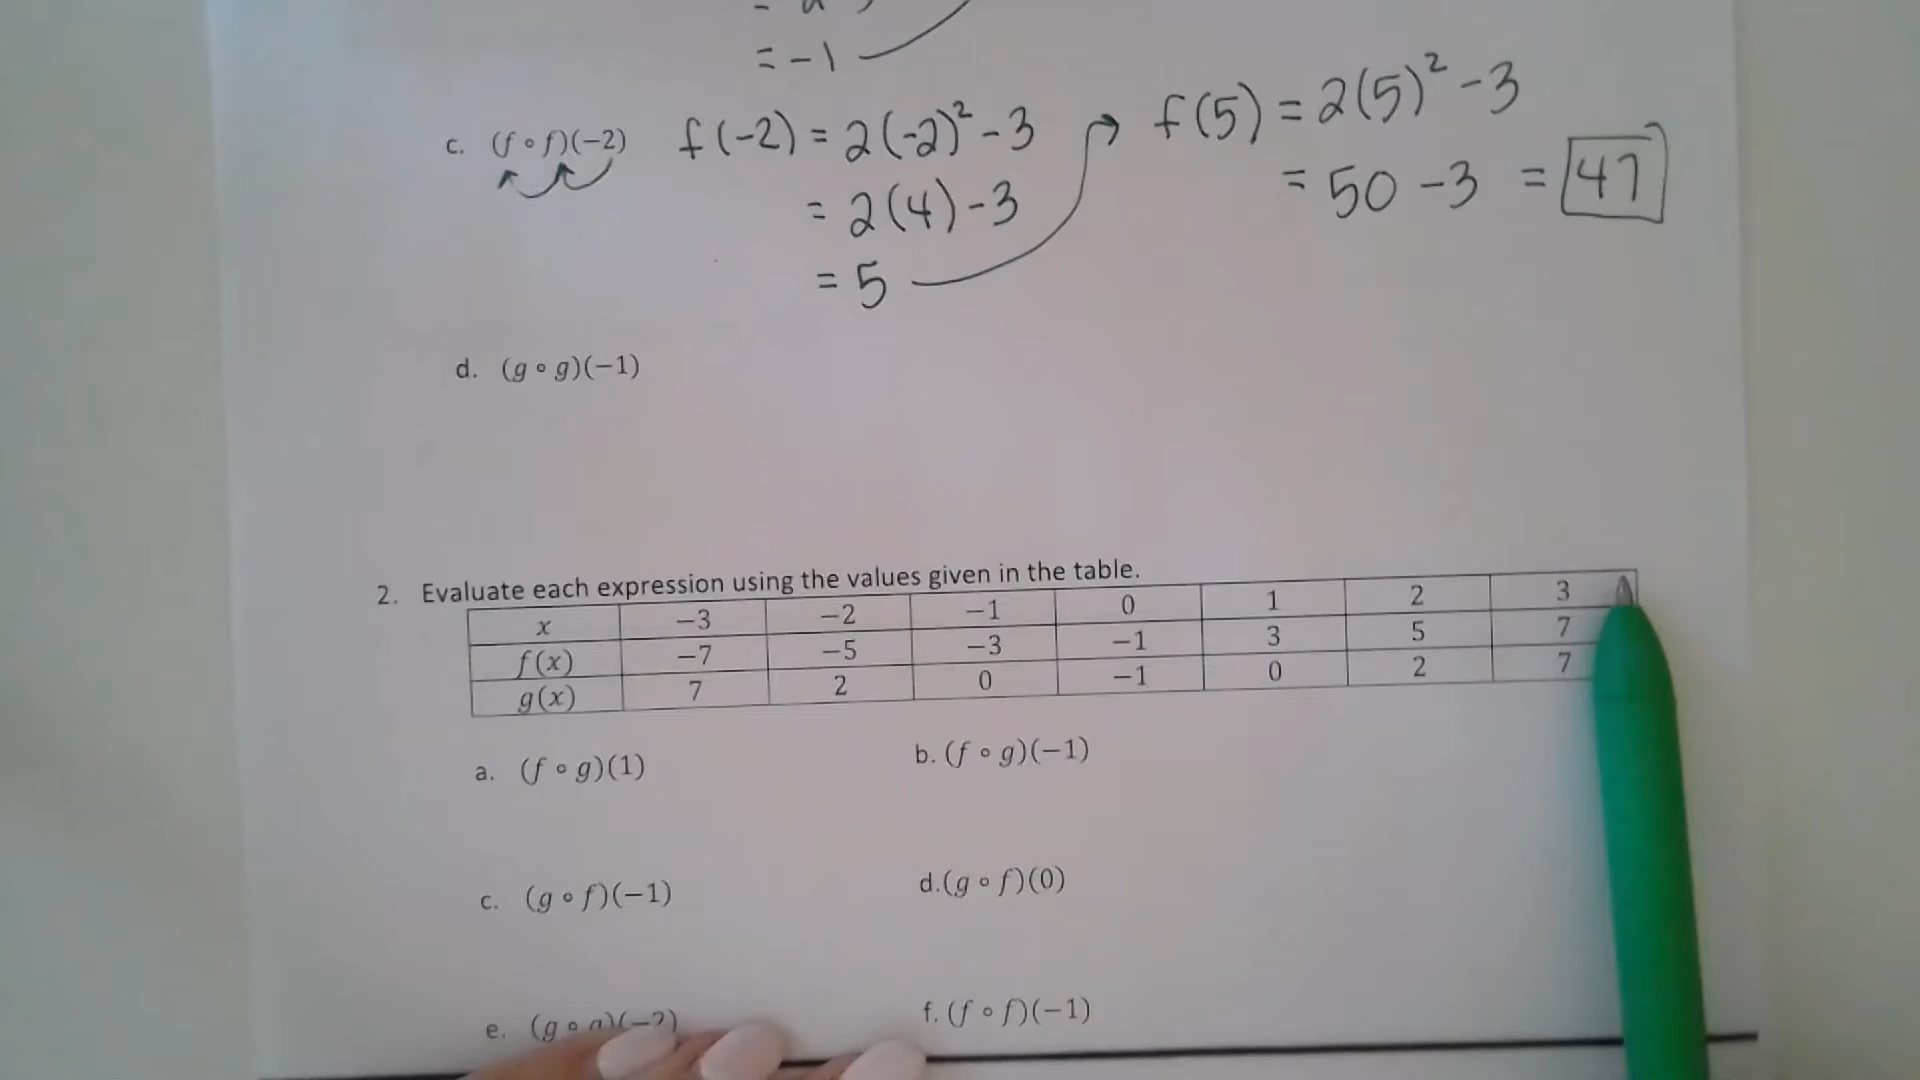 = -1
c. (f ∘ f)(−2) f(-2) = 2(-2)² - 3 f(5) = 2(5)² - 3
= 2(4) - 3 = 50 - 3 = 47
= 5
d. (g ∘ g)(−1)
2. Evaluate each expression using the values given in the table.
x −3 −2 −1 0 1 2 3
f(x) −7 −5 −3 −1 3 5 7
g(x) 7 2 0 −1 0 2 7
a. (f ∘ g)(1) b. (f ∘ g)(−1)
c. (g ∘ f)(−1) d.(g ∘ f)(0)
e. (g ∘ g)(−2) f. (f ∘ f)(−1)